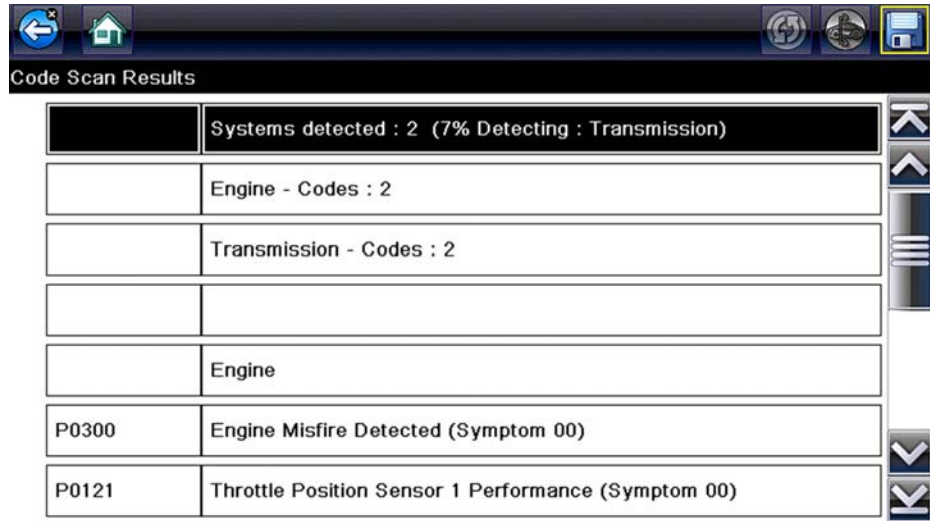 Code Scan Results
Systems detected : 2 (7% Detecting : Transmission)
Engine - Codes : 2
Transmission - Codes : 2
Engine
P0300 Engine Misfire Detected (Symptom 00)
P0121 Throttle Position Sensor 1 Performance (Symptom 00)